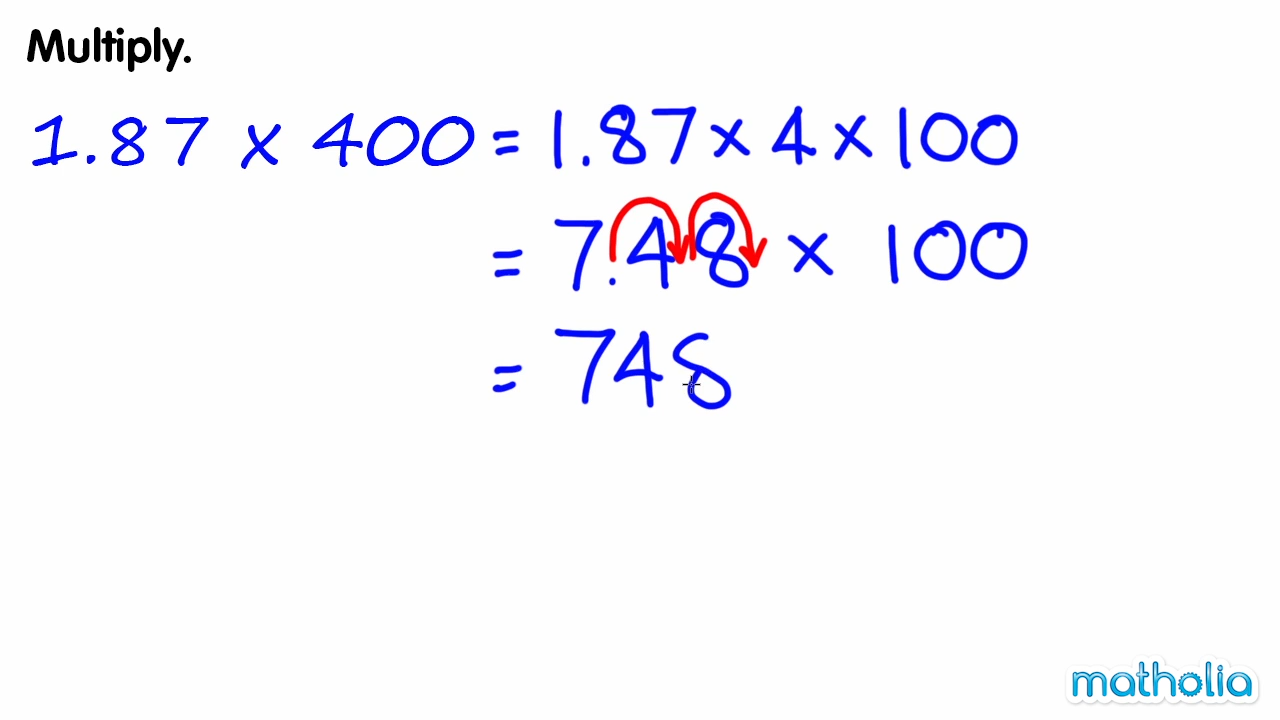 Multiply.
1.87 x 400 = 1.87 x 4 x 100
= 7.48 x 100
= 748
matholia